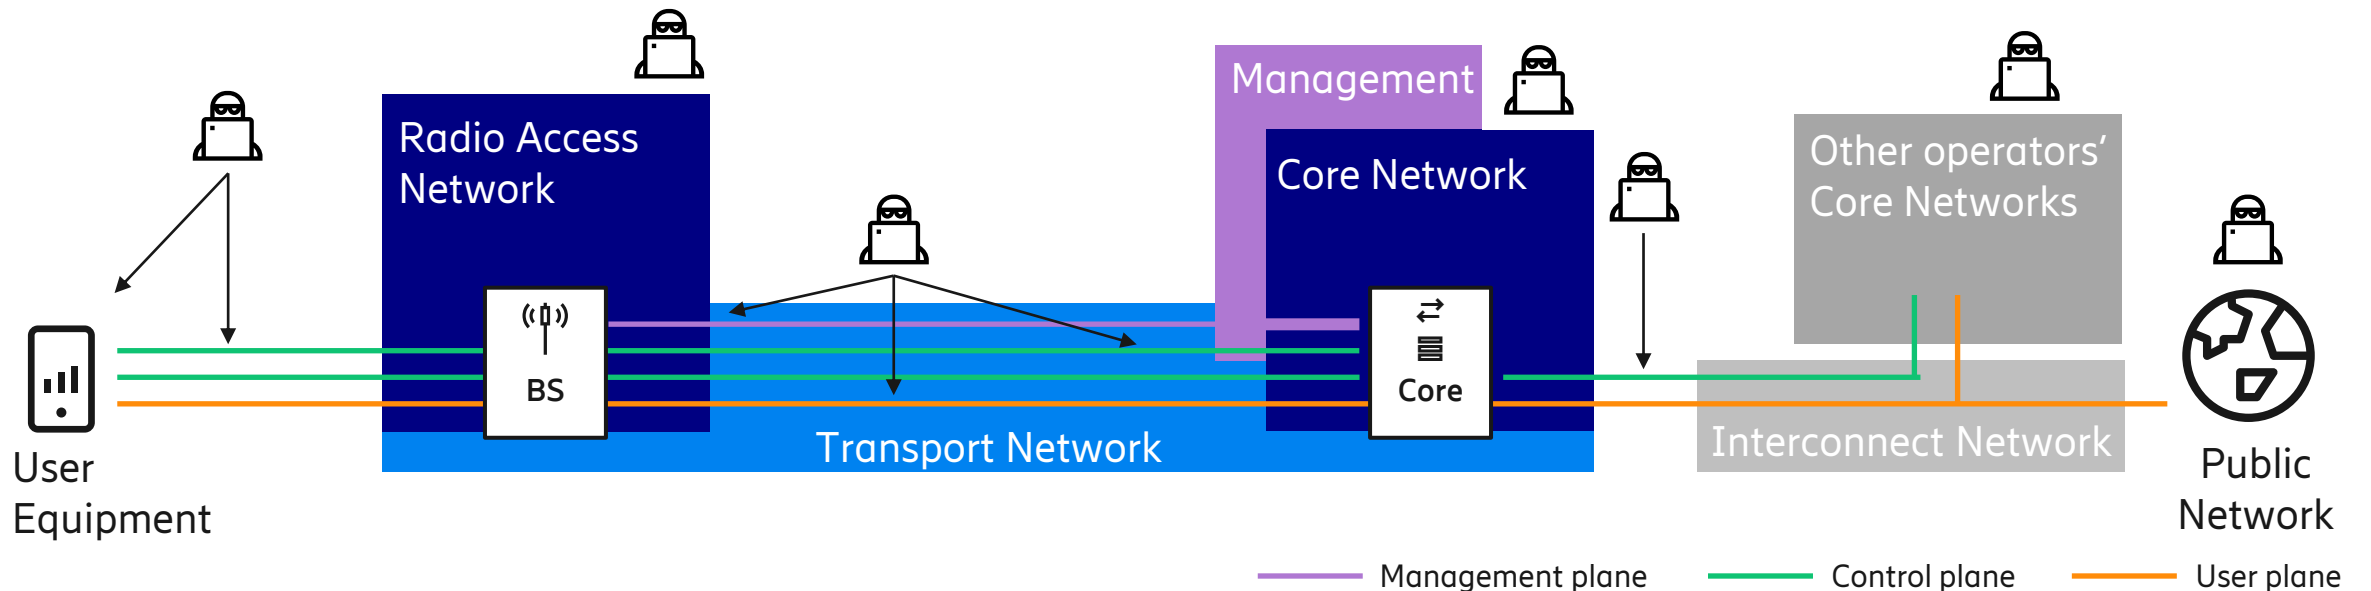 Management
Radio Access
Network
Core Network
Other operators’
Core Networks
BS
Core
Transport Network
Interconnect Network
User
Equipment
Public
Network
Management plane
Control plane
User plane